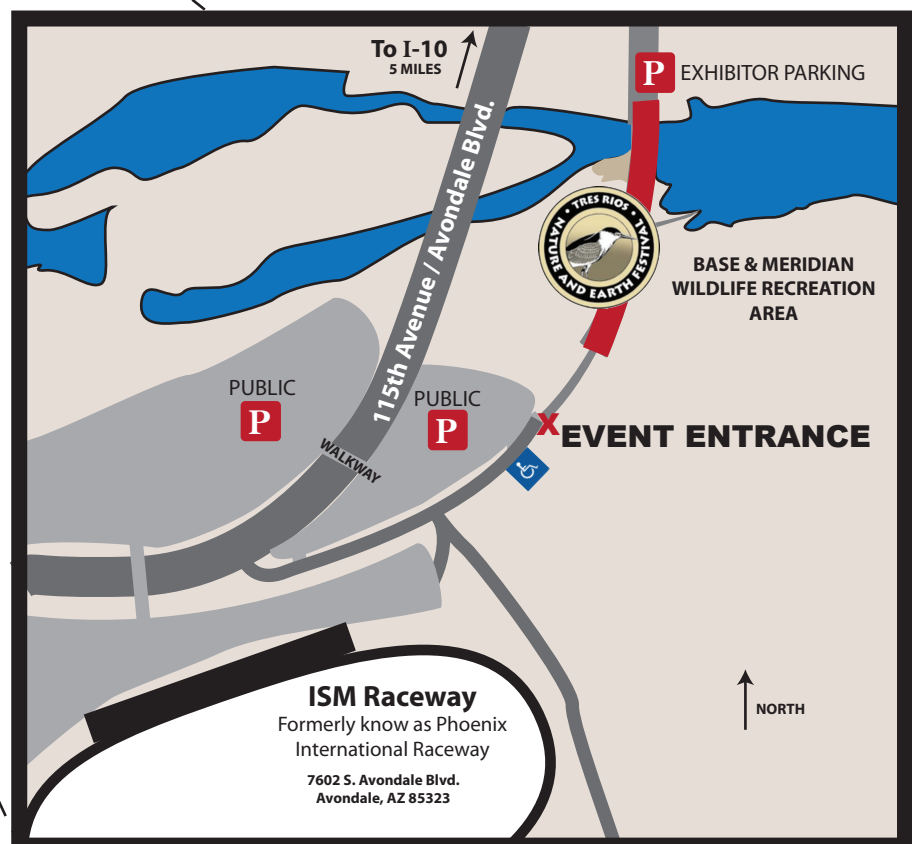 To I-10
5 MILES
P
EXHIBITOR PARKING
115th Avenue / Avondale Blvd.
• TRES RIOS •
NATURE AND EARTH FESTIVAL
BASE & MERIDIAN
WILDLIFE RECREATION
AREA
PUBLIC
P
PUBLIC
P
X
EVENT ENTRANCE
WALKWAY
ISM Raceway
Formerly know as Phoenix
International Raceway
7602 S. Avondale Blvd.
Avondale, AZ 85323
NORTH